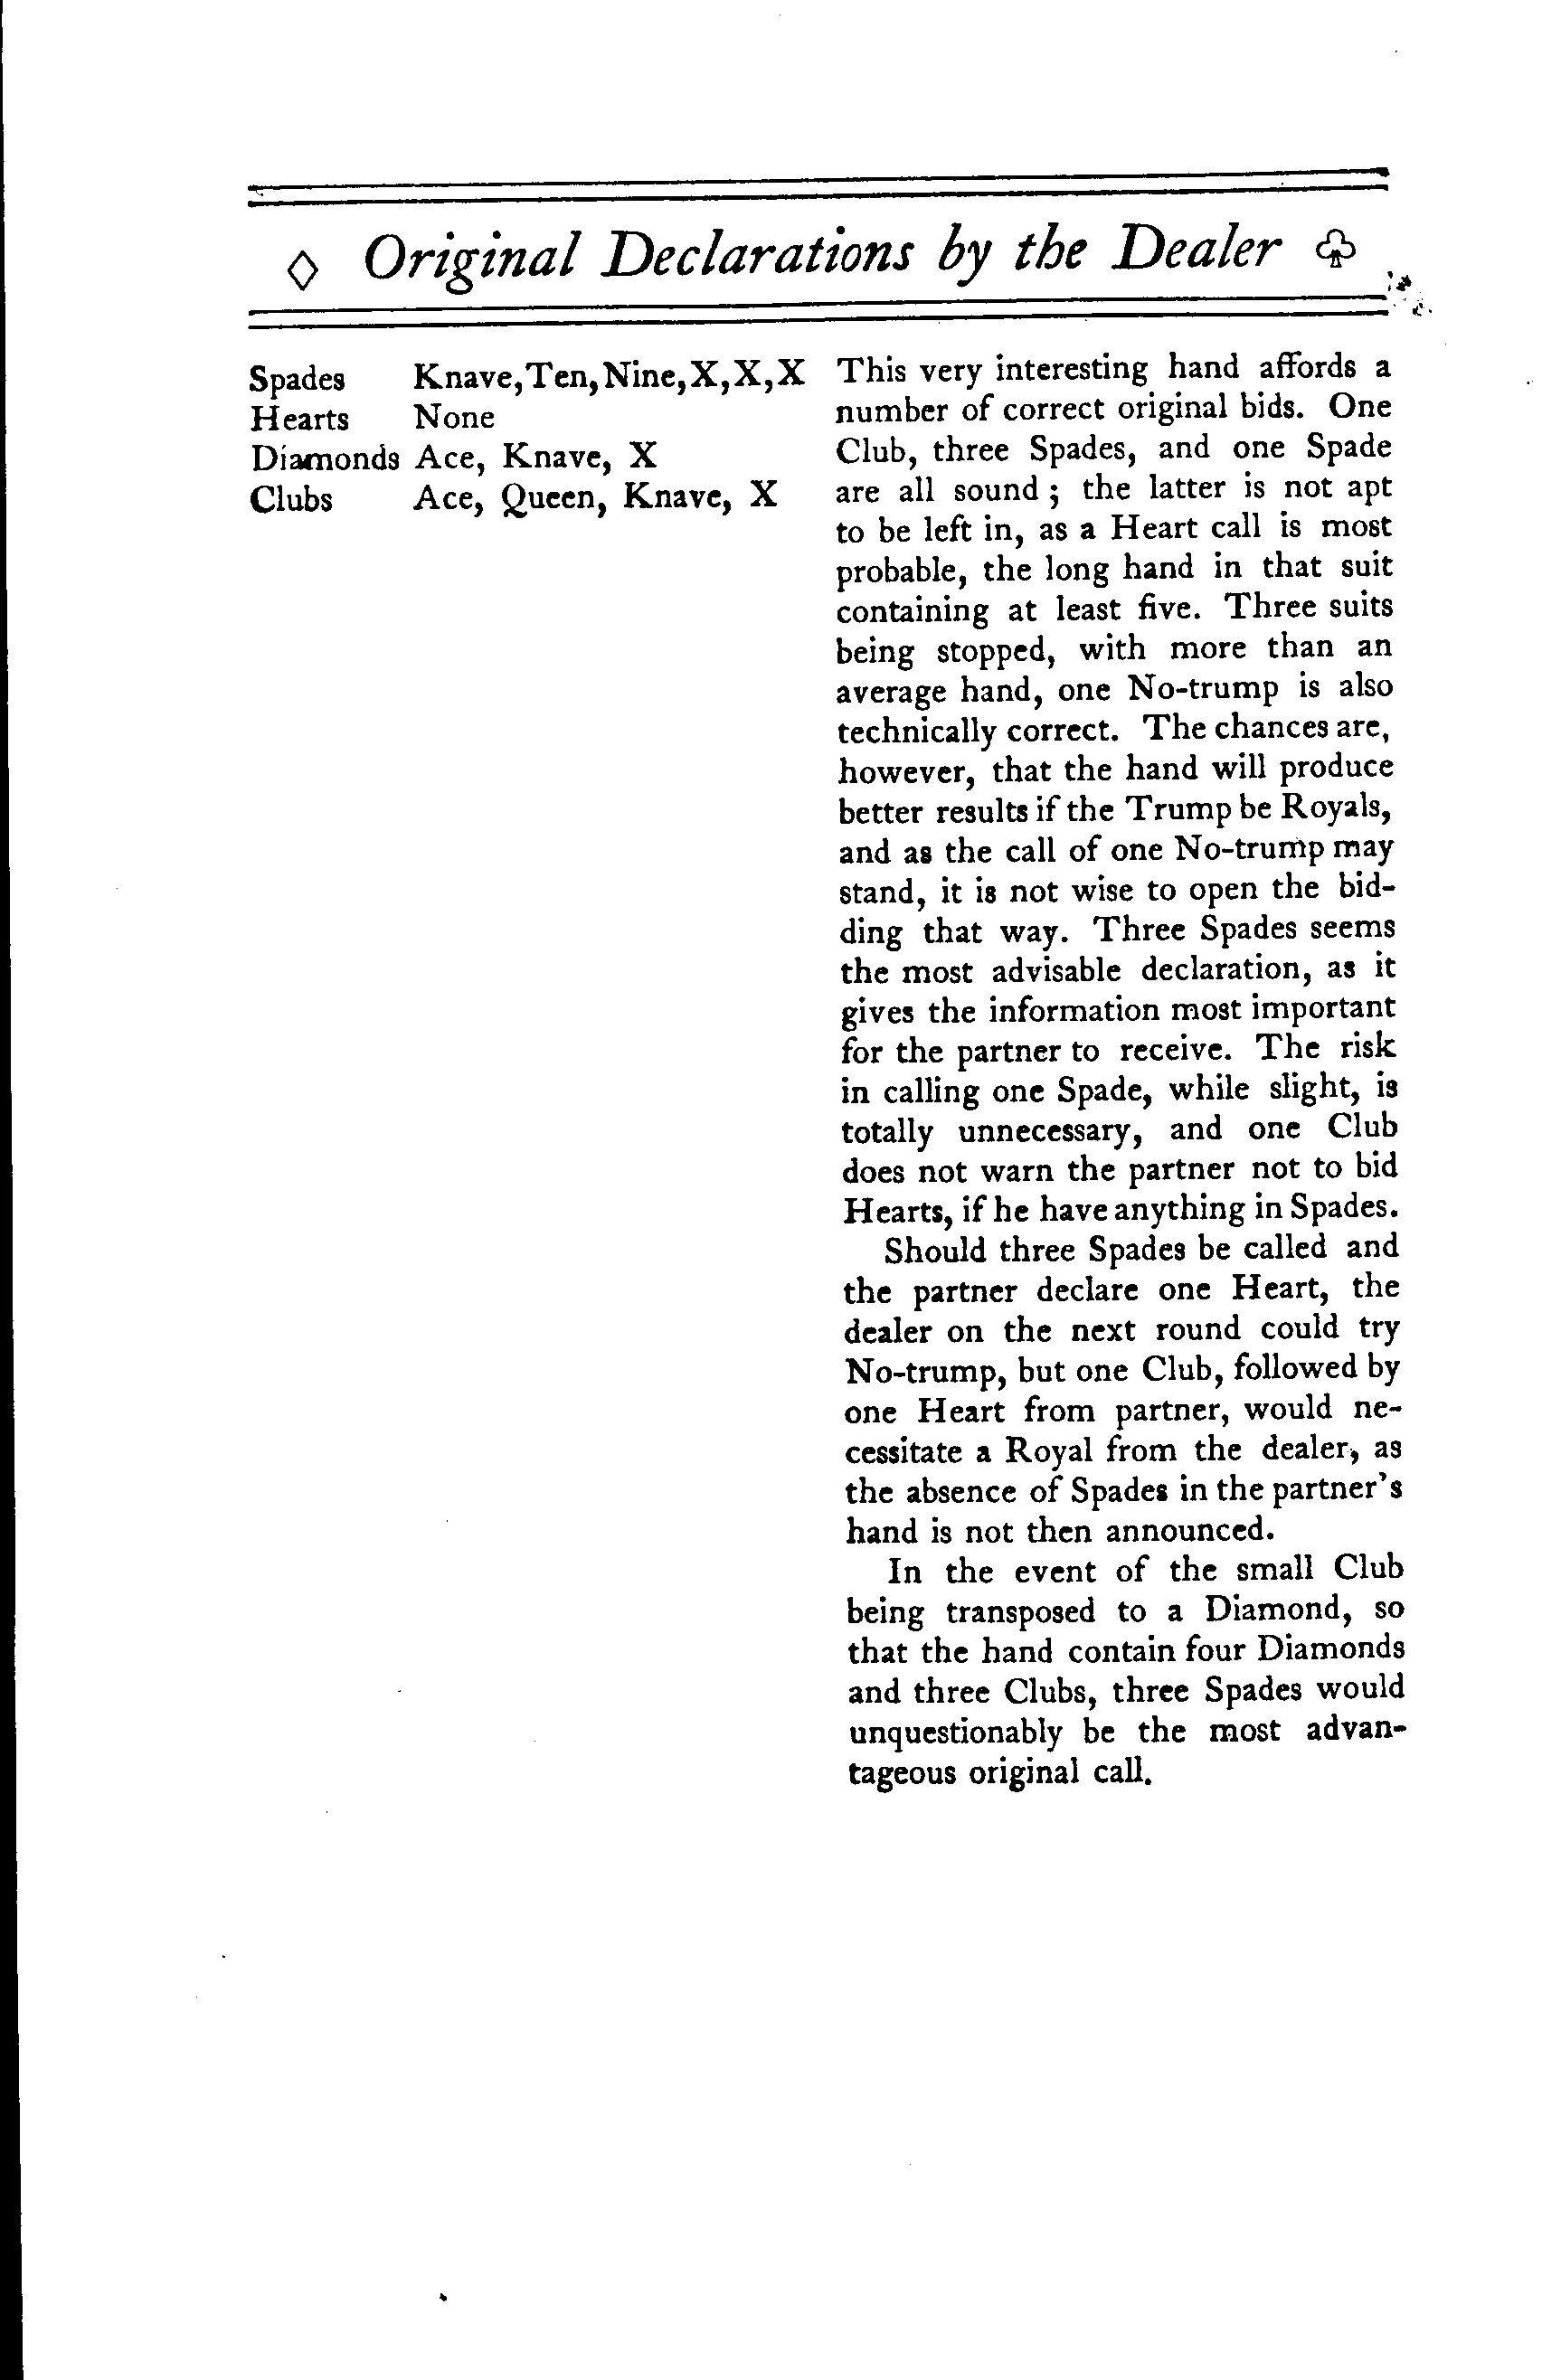 ◊ Original Declarations by the Dealer ♧
Spades Knave, Ten, Nine, X, X, X
Hearts None
Diamonds Ace, Knave, X
Clubs Ace, Queen, Knave, X
This very interesting hand affords a
number of correct original bids. One
Club, three Spades, and one Spade
are all sound; the latter is not apt
to be left in, as a Heart call is most
probable, the long hand in that suit
containing at least five. Three suits
being stopped, with more than an
average hand, one No-trump is also
technically correct. The chances are,
however, that the hand will produce
better results if the Trump be Royals,
and as the call of one No-trump may
stand, it is not wise to open the bid-
ding that way. Three Spades seems
the most advisable declaration, as it
gives the information most important
for the partner to receive. The risk
in calling one Spade, while slight, is
totally unnecessary, and one Club
does not warn the partner not to bid
Hearts, if he have anything in Spades.
Should three Spades be called and
the partner declare one Heart, the
dealer on the next round could try
No-trump, but one Club, followed by
one Heart from partner, would ne-
cessitate a Royal from the dealer, as
the absence of Spades in the partner's
hand is not then announced.
In the event of the small Club
being transposed to a Diamond, so
that the hand contain four Diamonds
and three Clubs, three Spades would
unquestionably be the most advan-
tageous original call.